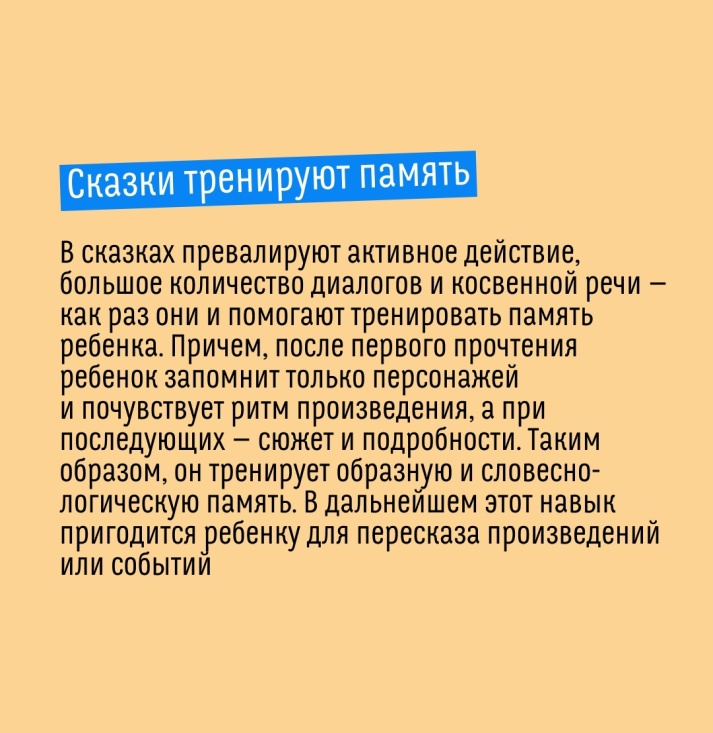 Сказки тренируют память
В сказках превалируют активное действие,
большое количество диалогов и косвенной речи –
как раз они и помогают тренировать память
ребенка. Причем, после первого прочтения
ребенок запомнит только персонажей
и почувствует ритм произведения, а при
последующих – сюжет и подробности. Таким
образом, он тренирует образную и словесно-
логическую память. В дальнейшем этот навык
пригодится ребенку для пересказа произведений
или событий